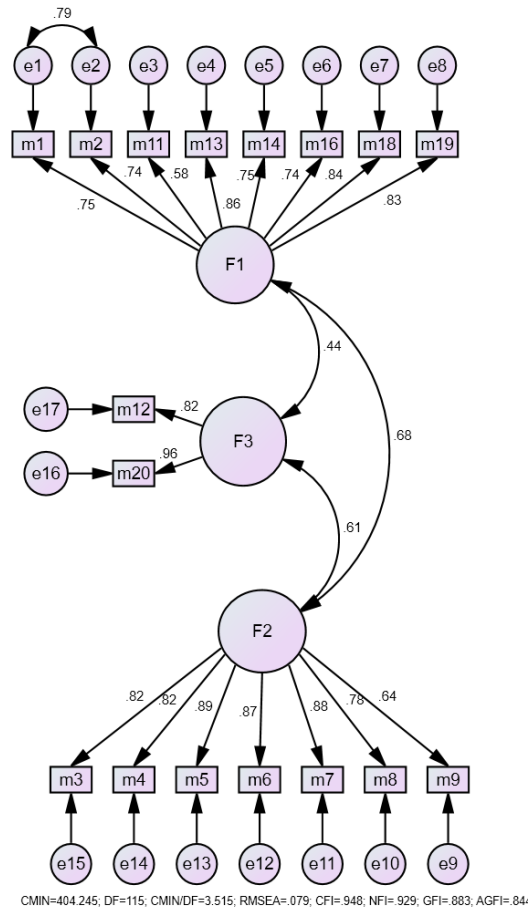 .79
e1 e2 e3 e4 e5 e6 e7 e8
m1 m2 m11 m13 m14 m16 m18 m19
.75 .74 .58 .86 .75 .74 .84 .83
F1
.44
e17 m12 .82
F3
.68
e16 m20 .96
.61
F2
.82 .82 .89 .87 .88 .78 .64
m3 m4 m5 m6 m7 m8 m9
e15 e14 e13 e12 e11 e10 e9
CMIN=404.245; DF=115; CMIN/DF=3.515; RMSEA=.079; CFI=.948; NFI=.929; GFI=.883; AGFI=.84